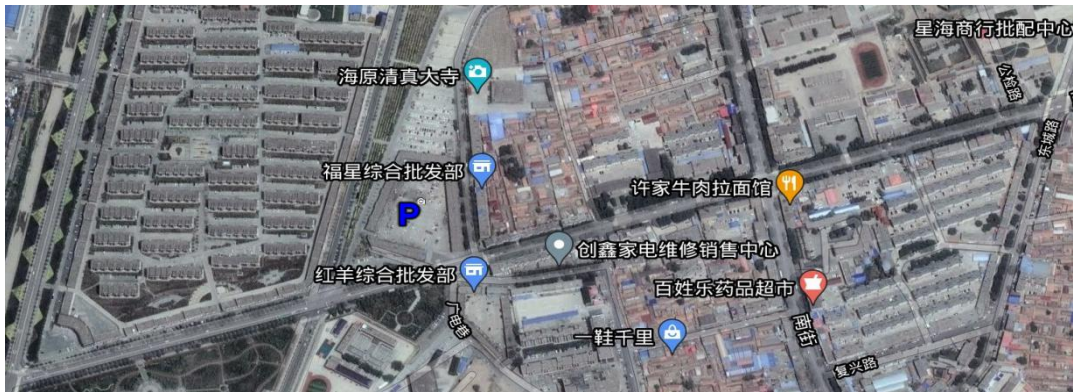 星海商行批配中心
海原清真大寺
公检路
东城路
福星综合批发部
许家牛肉拉面馆
P
创鑫家电维修销售中心
红羊综合批发部
百姓乐药品超市
广电巷
一鞋千里
南街
复兴路